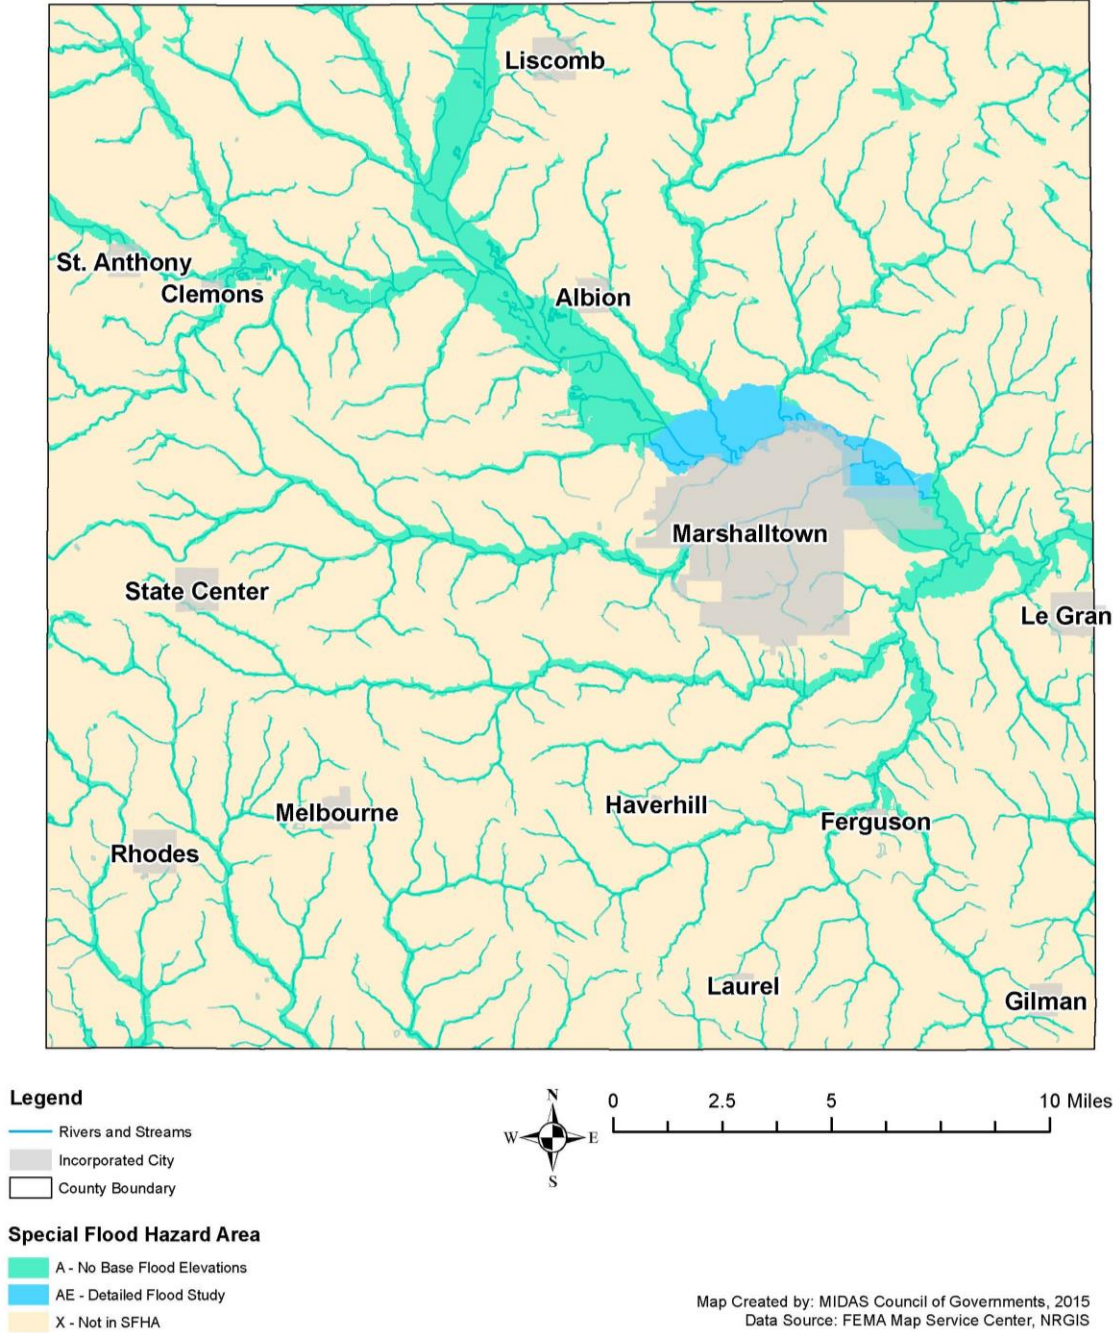 Liscomb
St. Anthony
Clemons
Albion
Marshalltown
State Center
Le Gran
Melbourne
Haverhill
Ferguson
Rhodes
Laurel
Gilman
Legend
Rivers and Streams
Incorporated City
County Boundary
N
W E
S
0 2.5 5 10 Miles
Special Flood Hazard Area
A - No Base Flood Elevations
AE - Detailed Flood Study
X - Not in SFHA
Map Created by: MIDAS Council of Governments, 2015
Data Source: FEMA Map Service Center, NRGIS